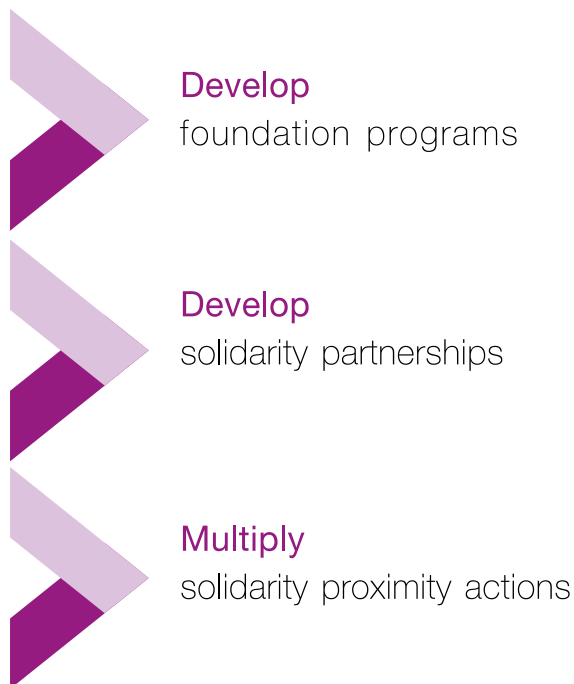 Develop
foundation programs
Develop
solidarity partnerships
Multiply
solidarity proximity actions